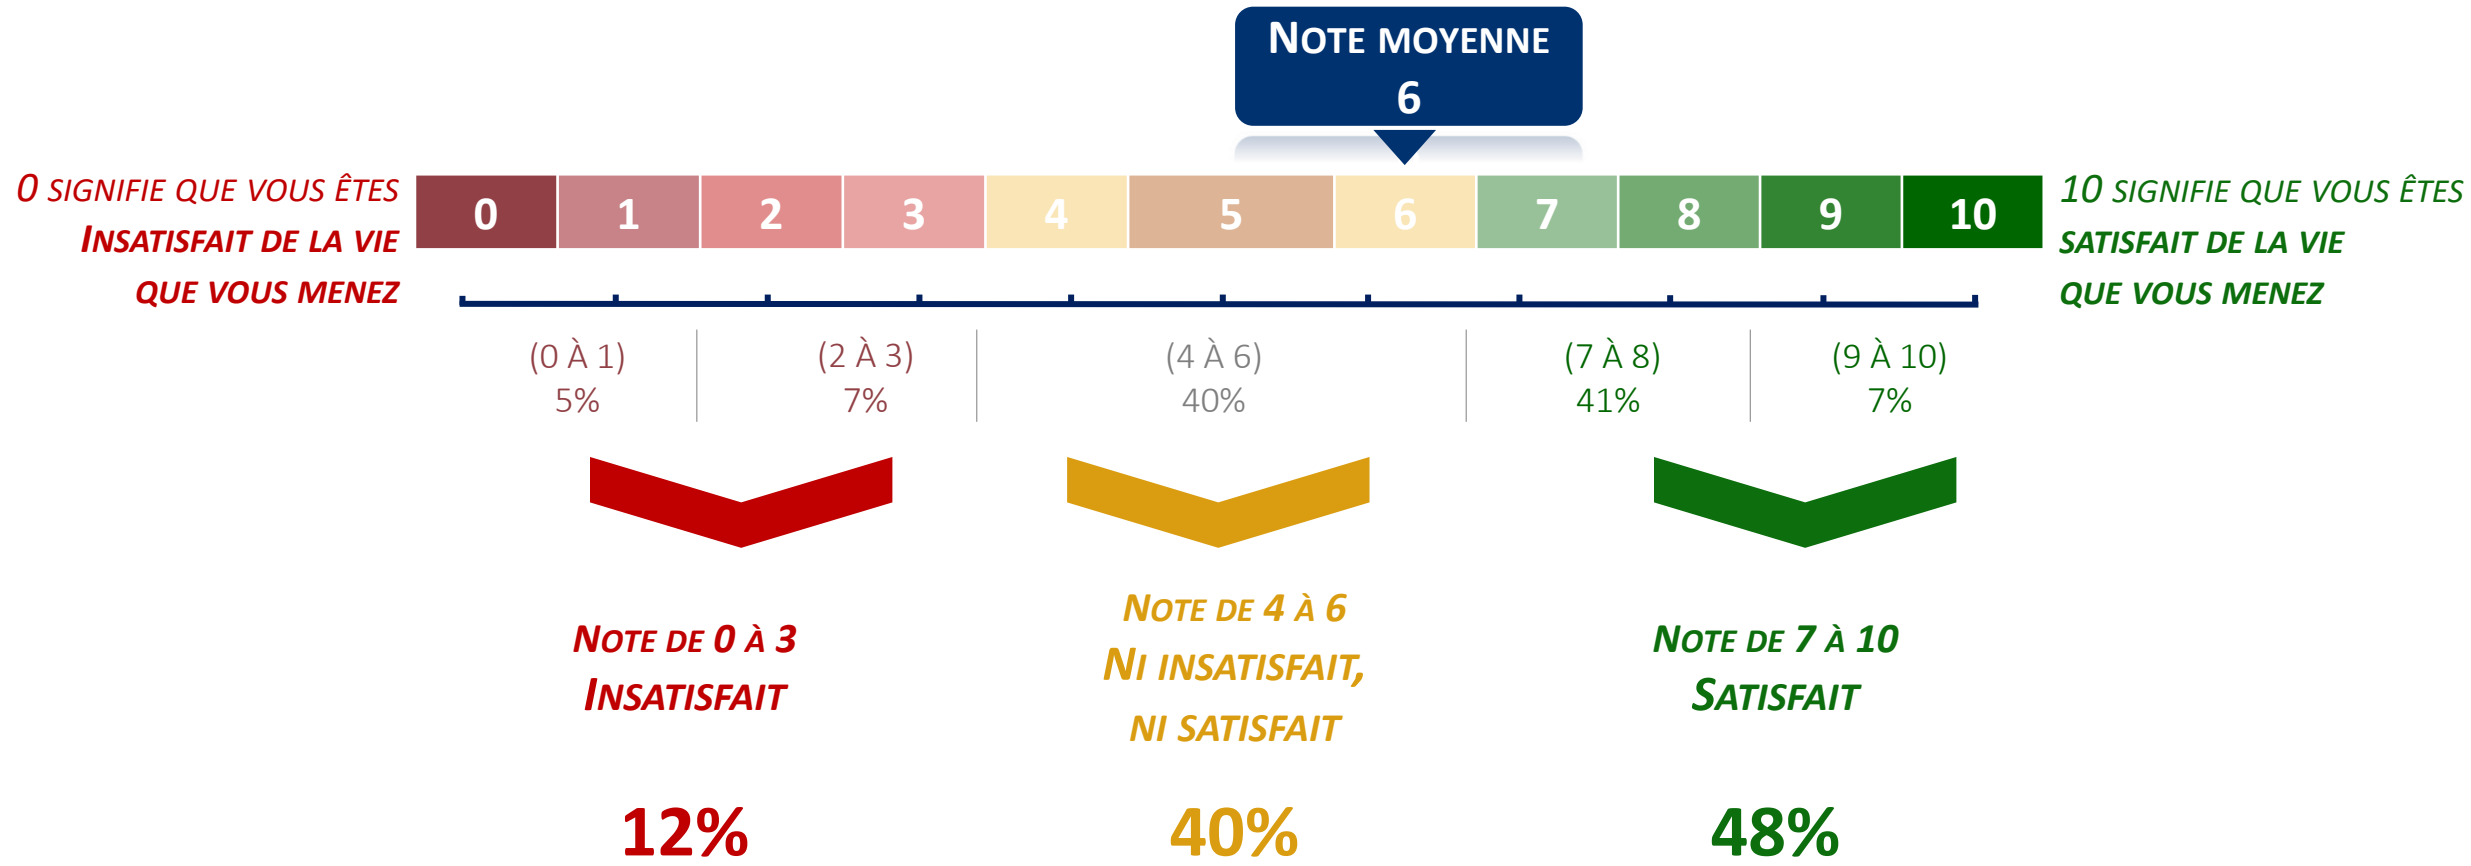 NOTE MOYENNE
6
0 SIGNIFIE QUE VOUS ÊTES
INSATISFAIT DE LA VIE
QUE VOUS MENEZ
0 1 2 3 4 5 6 7 8 9 10
10 SIGNIFIE QUE VOUS ÊTES
SATISFAIT DE LA VIE
QUE VOUS MENEZ
(0 À 1)
5%
(2 À 3)
7%
(4 À 6)
40%
(7 À 8)
41%
(9 À 10)
7%
NOTE DE 0 À 3
INSATISFAIT
12%
NOTE DE 4 À 6
NI INSATISFAIT,
NI SATISFAIT
40%
NOTE DE 7 À 10
SATISFAIT
48%